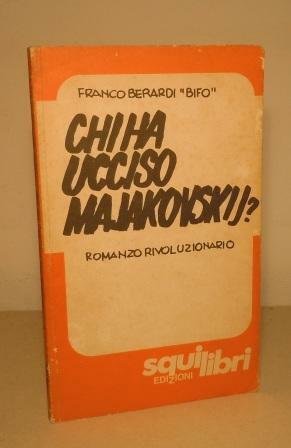 FRANCO BERARDI "BIFO"
CHI HA
UCCISO
MAJAKOVSKIJ?
ROMANZO RIVOLUZIONARIO
squilibri
EDIZIONI